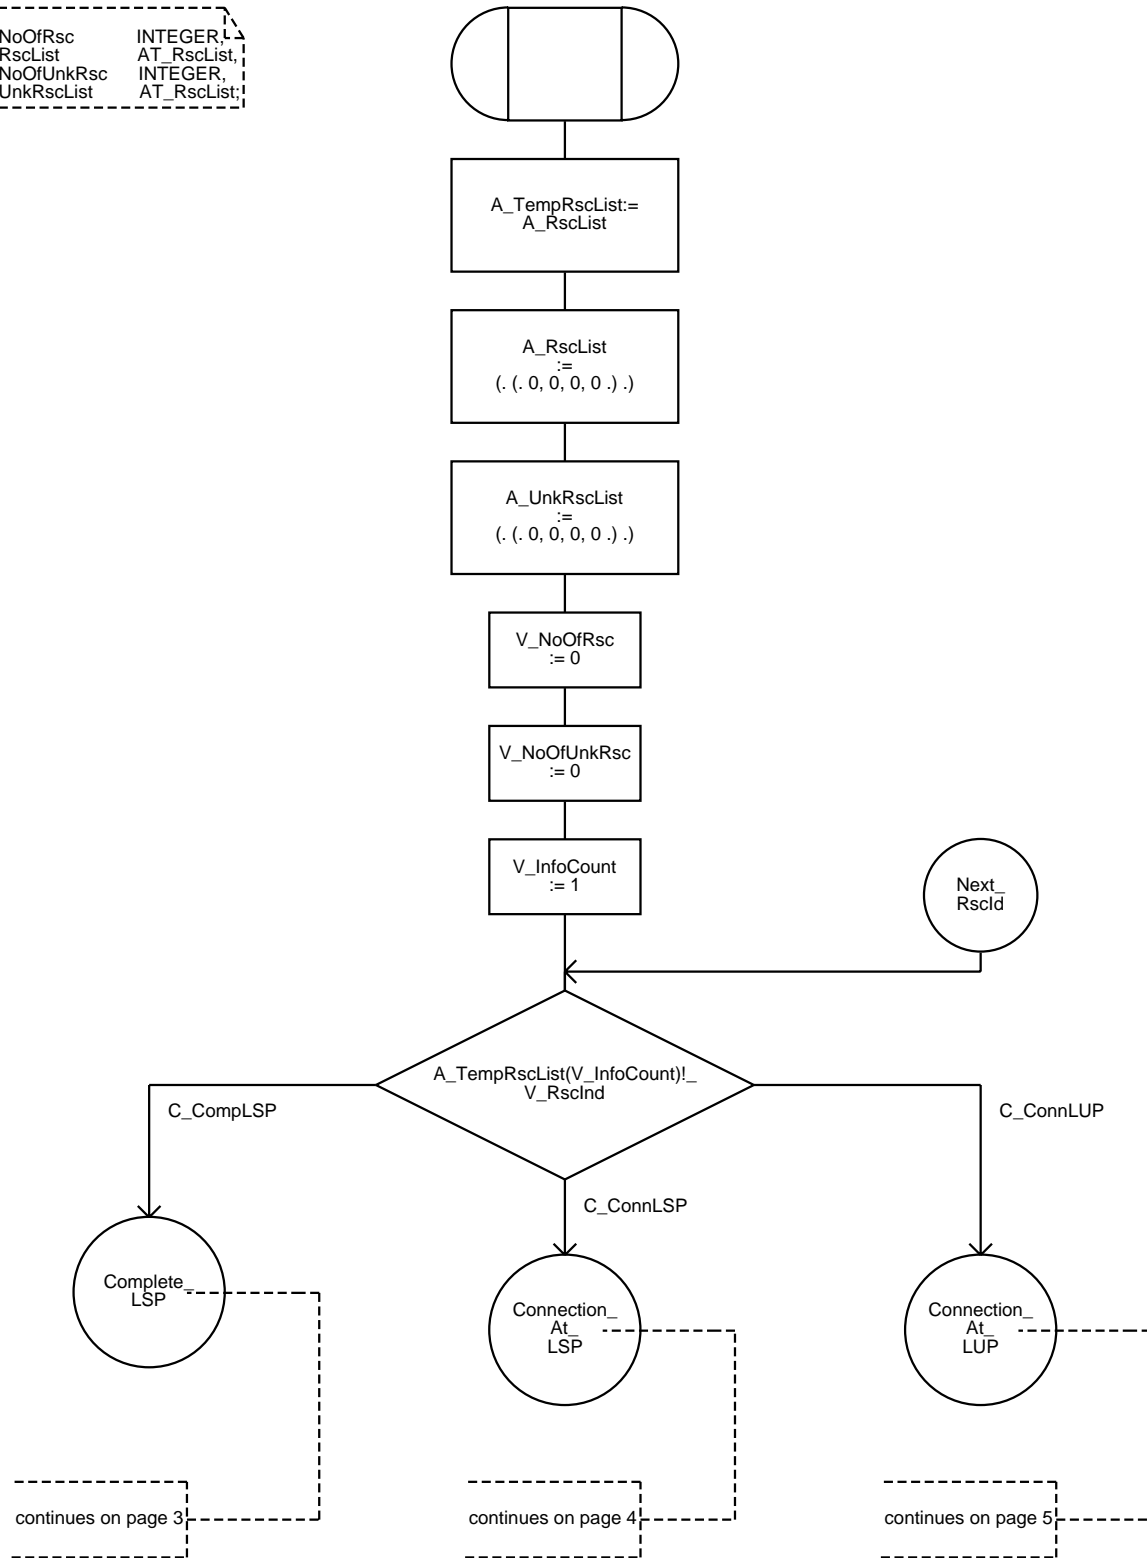 NoOfRsc INTEGER,
RscList AT_RscList,
NoOfUnkRsc INTEGER,
UnkRscList AT_RscList;
A_TempRscList:=
A_RscList
A_RscList
:=
(. (. 0, 0, 0, 0 .) .)
A_UnkRscList
:=
(. (. 0, 0, 0, 0 .) .)
V_NoOfRsc
:= 0
V_NoOfUnkRsc
:= 0
V_InfoCount
:= 1
Next_
RscId
A_TempRscList(V_InfoCount)!_
V_RscInd
C_CompLSP
C_ConnLUP
C_ConnLSP
Complete_
LSP
Connection_
At_
LSP
Connection_
At_
LUP
continues on page 3
continues on page 4
continues on page 5